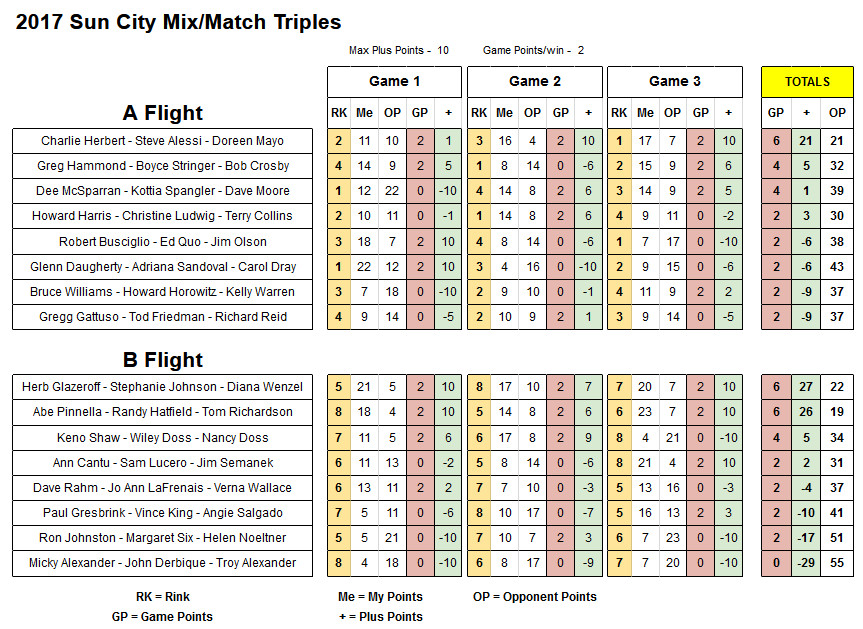 2017 Sun City Mix/Match Triples
Max Plus Points - 10 Game Points/win - 2
Game 1 Game 2 Game 3 TOTALS
A Flight RK Me OP GP + RK Me OP GP + RK Me OP GP + GP + OP
Charlie Herbert - Steve Alessi - Doreen Mayo 2 11 10 2 1 3 16 4 2 10 1 17 7 2 10 6 21 21
Greg Hammond - Boyce Stringer - Bob Crosby 4 14 9 2 5 1 8 14 0 -6 2 15 9 2 6 4 5 32
Dee McSparran - Kottia Spangler - Dave Moore 1 12 22 0 -10 4 14 8 2 6 3 14 9 2 5 4 1 39
Howard Harris - Christine Ludwig - Terry Collins 2 10 11 0 -1 1 14 8 2 6 4 9 11 0 -2 2 3 30
Robert Busciglio - Ed Quo - Jim Olson 3 18 7 2 10 4 8 14 0 -6 1 7 17 0 -10 2 -6 38
Glenn Daugherty - Adriana Sandoval - Carol Dray 1 22 12 2 10 3 4 16 0 -10 2 9 15 0 -6 2 -6 43
Bruce Williams - Howard Horowitz - Kelly Warren 3 7 18 0 -10 2 9 10 0 -1 4 11 9 2 2 2 -9 37
Gregg Gattuso - Tod Friedman - Richard Reid 4 9 14 0 -5 2 10 9 2 1 3 9 14 0 -5 2 -9 37
B Flight
Herb Glazeroff - Stephanie Johnson - Diana Wenzel 5 21 5 2 10 8 17 10 2 7 7 20 7 2 10 6 27 22
Abe Pinnella - Randy Hatfield - Tom Richardson 8 18 4 2 10 5 14 8 2 6 6 23 7 2 10 6 26 19
Keno Shaw - Wiley Doss - Nancy Doss 7 11 5 2 6 6 17 8 2 9 8 4 21 0 -10 4 5 34
Ann Cantu - Sam Lucero - Jim Semanek 6 11 13 0 -2 5 8 14 0 -6 8 21 4 2 10 2 2 31
Dave Rahm - Jo Ann LaFrenais - Verna Wallace 6 13 11 2 2 7 7 10 0 -3 5 13 16 0 -3 2 -4 37
Paul Gresbrink - Vince King - Angie Salgado 7 5 11 0 -6 8 10 17 0 -7 5 16 13 2 3 2 -10 41
Ron Johnston - Margaret Six - Helen Noeltner 5 5 21 0 -10 7 10 7 2 3 6 7 23 0 -10 2 -17 51
Micky Alexander - John Derbique - Troy Alexander 8 4 18 0 -10 6 8 17 0 -9 7 7 20 0 -10 0 -29 55
RK = Rink Me = My Points OP = Opponent Points
GP = Game Points + = Plus Points